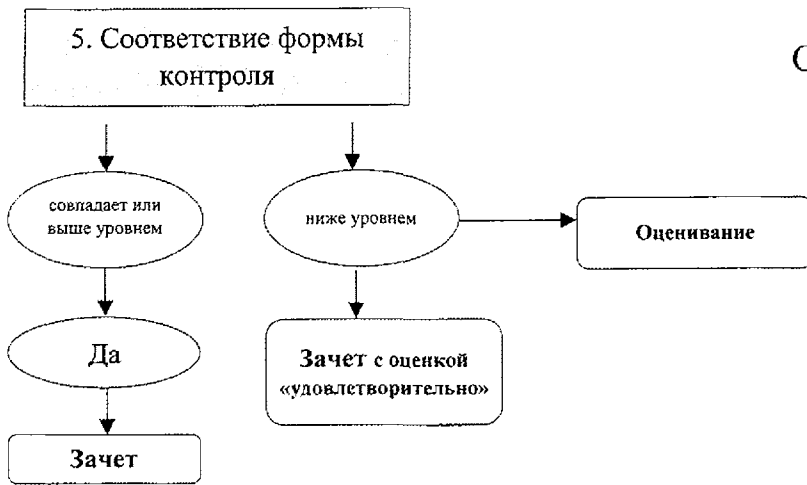 5. Соответствие формы
контроля
С
совпадает или
выше уровнем
ниже уровнем
Оценивание
Да
Зачет с оценкой
«удовлетворительно»
Зачет